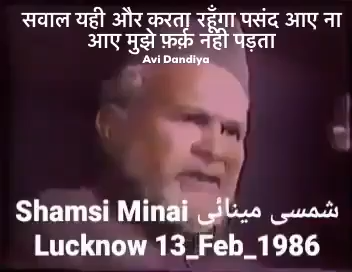 सवाल यही और करता रहूँगा पसंद आए ना
आए मुझे फ़र्क़ नही पड़ता
Avi Dandiya
Shamsi Minai شمسی مینائی
Lucknow 13_Feb_1986